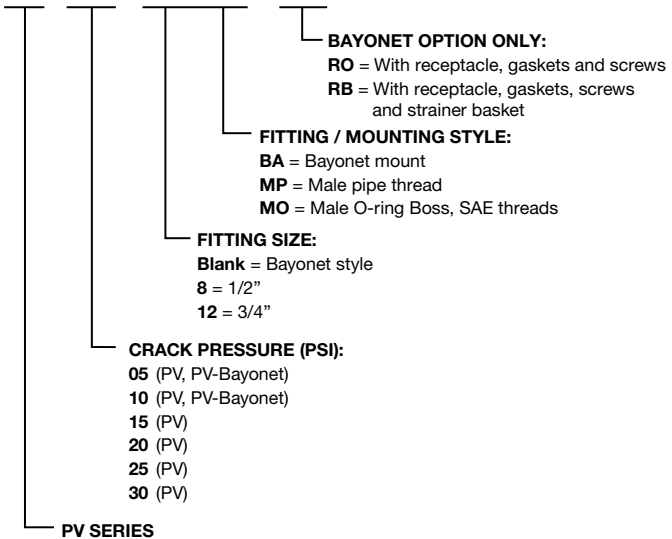 BAYONET OPTION ONLY:
RO = With receptacle, gaskets and screws
RB = With receptacle, gaskets, screws
and strainer basket
FITTING / MOUNTING STYLE:
BA = Bayonet mount
MP = Male pipe thread
MO = Male O-ring Boss, SAE threads
FITTING SIZE:
Blank = Bayonet style
8 = 1/2”
12 = 3/4”
CRACK PRESSURE (PSI):
05 (PV, PV-Bayonet)
10 (PV, PV-Bayonet)
15 (PV)
20 (PV)
25 (PV)
30 (PV)
PV SERIES